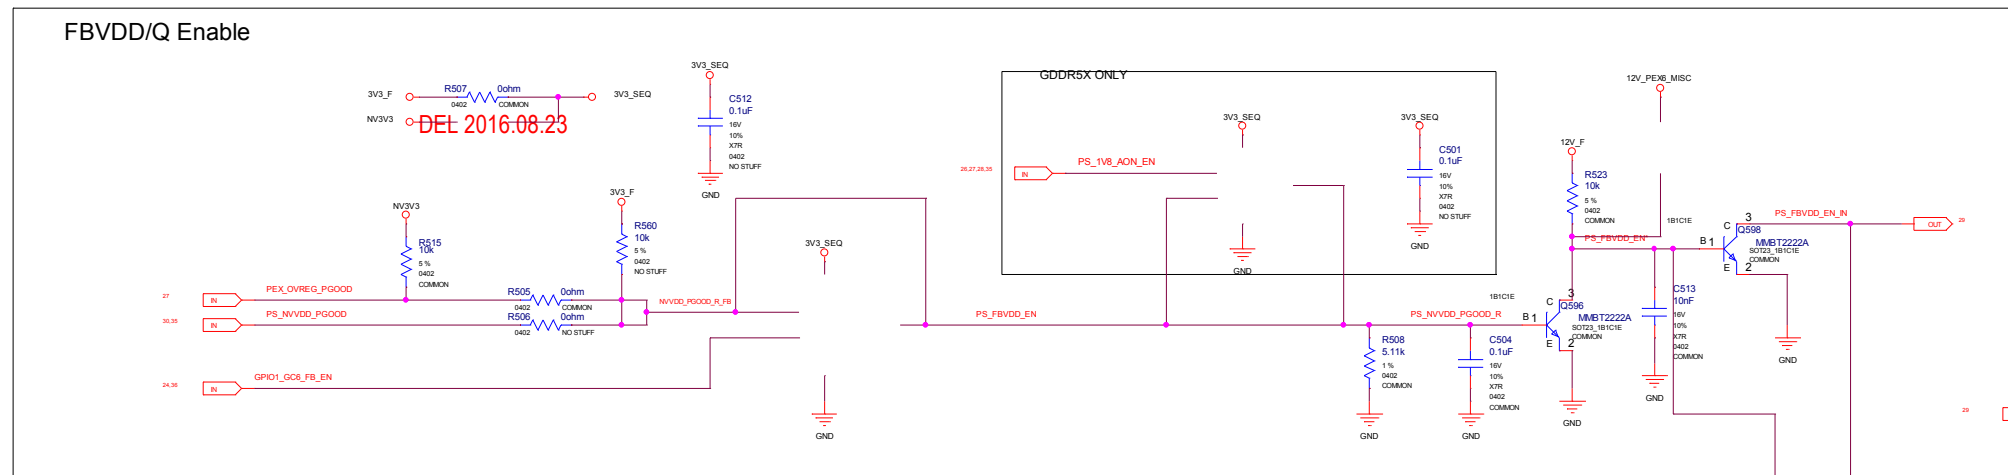 FBVDD/Q Enable
3V3_SEQ
GDDR5X ONLY
12V_PEX6_MISC
R507 0ohm
3V3_F
3V3_SEQ
0402 COMMON
NV3V3
DEL 2016.08.23
C512
0.1uF
16V
10%
X7R
0402
NO STUFF
GND
3V3_SEQ
3V3_SEQ
PS_1V8_AON_EN
26,27,28,35
IN
C501
0.1uF
16V
10%
X7R
0402
NO STUFF
GND
GND
12V_F
R523
10k
5 %
0402
COMMON
1B1C1E
PS_FBVDD_EN*
B 1
C
3
Q598
MMBT2222A
SOT23_1B1C1E
COMMON
E
2
PS_FBVDD_EN_IN
OUT
29
GND
NV3V3
R515
10k
5 %
0402
COMMON
3V3_F
R560
10k
5 %
0402
NO STUFF
3V3_SEQ
27
IN
PEX_OVREG_PGOOD
R505 0ohm
0402 COMMON
30,35
IN
PS_NVVDD_PGOOD
R506 0ohm
0402 NO STUFF
NVVDD_PGOOD_R_FB
PS_FBVDD_EN
24,36
IN
GPIO1_GC6_FB_EN
GND
R508
5.11k
1 %
0402
COMMON
GND
PS_NVVDD_PGOOD_R
C504
0.1uF
16V
10%
X7R
0402
COMMON
GND
1B1C1E
B 1
C
3
Q596
MMBT2222A
SOT23_1B1C1E
COMMON
E
2
GND
C513
10nF
16V
10%
X7R
0402
COMMON
GND
29